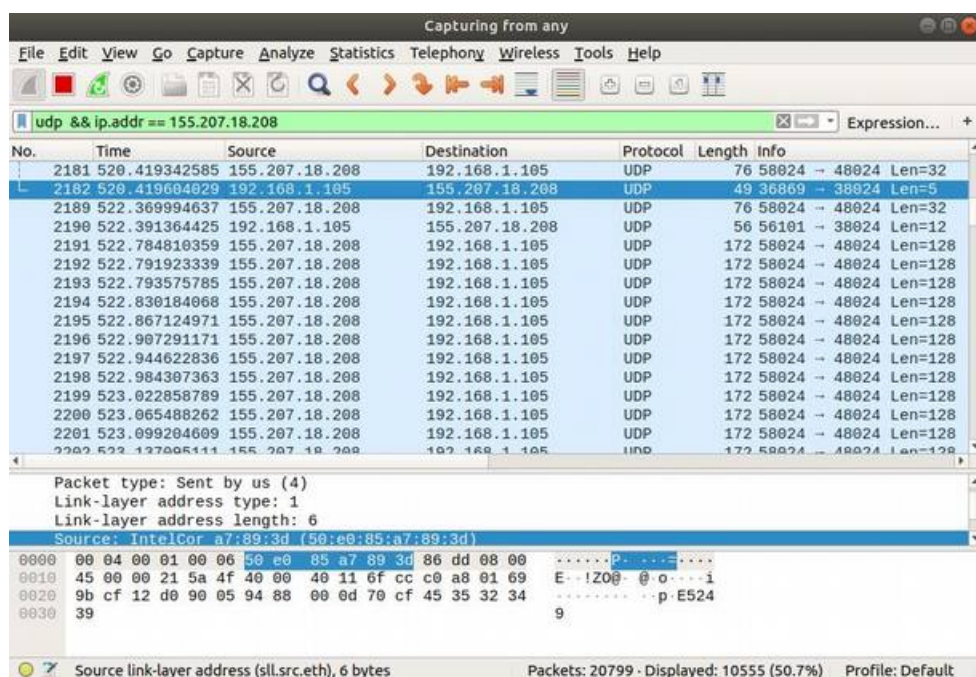 Capturing from any
File Edit View Go Capture Analyze Statistics Telephony Wireless Tools Help
udp && ip.addr == 155.207.18.208 Expression... +
No. Time Source Destination Protocol Length Info
2181 520.419342585 155.207.18.208 192.168.1.105 UDP 76 58024 → 48024 Len=32
2182 520.419604029 192.168.1.105 155.207.18.208 UDP 49 36869 → 38024 Len=5
2189 522.369994637 155.207.18.208 192.168.1.105 UDP 76 58024 → 48024 Len=32
2190 522.391364425 192.168.1.105 155.207.18.208 UDP 56 56101 → 38024 Len=12
2191 522.784810359 155.207.18.208 192.168.1.105 UDP 172 58024 → 48024 Len=128
2192 522.791923339 155.207.18.208 192.168.1.105 UDP 172 58024 → 48024 Len=128
2193 522.793575785 155.207.18.208 192.168.1.105 UDP 172 58024 → 48024 Len=128
2194 522.830184068 155.207.18.208 192.168.1.105 UDP 172 58024 → 48024 Len=128
2195 522.867124971 155.207.18.208 192.168.1.105 UDP 172 58024 → 48024 Len=128
2196 522.907291171 155.207.18.208 192.168.1.105 UDP 172 58024 → 48024 Len=128
2197 522.944622836 155.207.18.208 192.168.1.105 UDP 172 58024 → 48024 Len=128
2198 522.984307363 155.207.18.208 192.168.1.105 UDP 172 58024 → 48024 Len=128
2199 523.022858789 155.207.18.208 192.168.1.105 UDP 172 58024 → 48024 Len=128
2200 523.065488262 155.207.18.208 192.168.1.105 UDP 172 58024 → 48024 Len=128
2201 523.099204609 155.207.18.208 192.168.1.105 UDP 172 58024 → 48024 Len=128
2202 523.137095111 155.207.18.208 192.168.1.105 UDP 172 58024 → 48024 Len=128
Packet type: Sent by us (4)
Link-layer address type: 1
Link-layer address length: 6
Source: IntelCor a7:89:3d (50:e0:85:a7:89:3d)
0000 00 04 00 01 00 06 50 e0 85 a7 89 3d 86 dd 08 00 ······P· ···=····
0010 45 00 00 21 5a 4f 40 00 40 11 6f cc c0 a8 01 69 E··!ZO@· @·o····i
0020 9b cf 12 d0 90 05 94 88 00 0d 70 cf 45 35 32 34 ········ ··p·E524
0030 39 9
Source link-layer address (sll.src.eth), 6 bytes Packets: 20799 · Displayed: 10555 (50.7%) Profile: Default